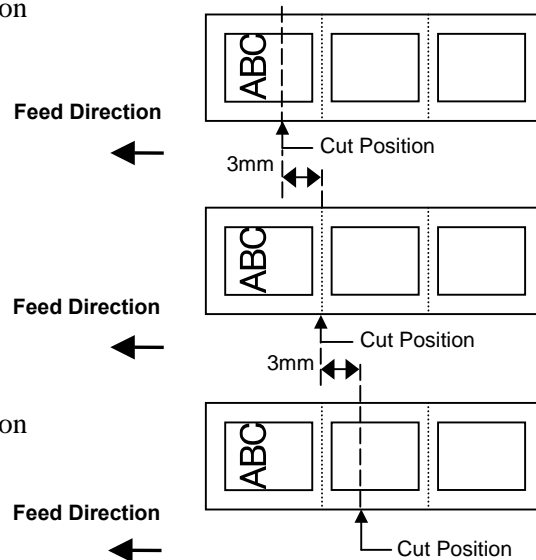 on
ABC
Feed Direction
Cut Position
3mm
ABC
Feed Direction
Cut Position
3mm
on
ABC
Feed Direction
Cut Position